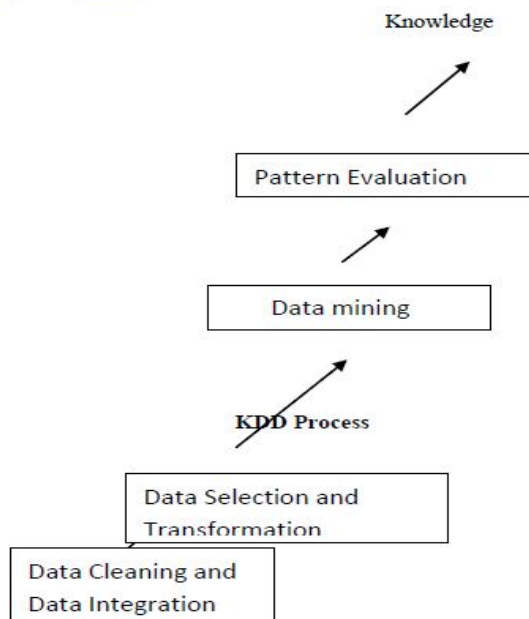 Knowledge
Pattern Evaluation
Data mining
KDD Process
Data Selection and
Transformation
Data Cleaning and
Data Integration